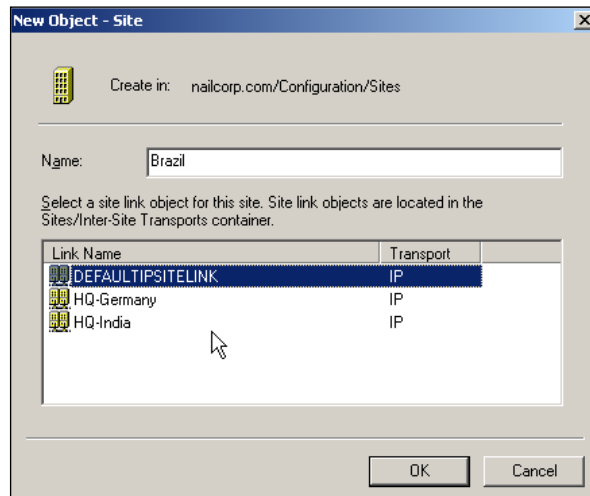 New Object - Site
Create in: nailcorp.com/Configuration/Sites
Name: Brazil
Select a site link object for this site. Site link objects are located in the
Sites/Inter-Site Transports container.
Link Name Transport
DEFAULTIPSITELINK IP
HQ-Germany IP
HQ-India IP
OK Cancel